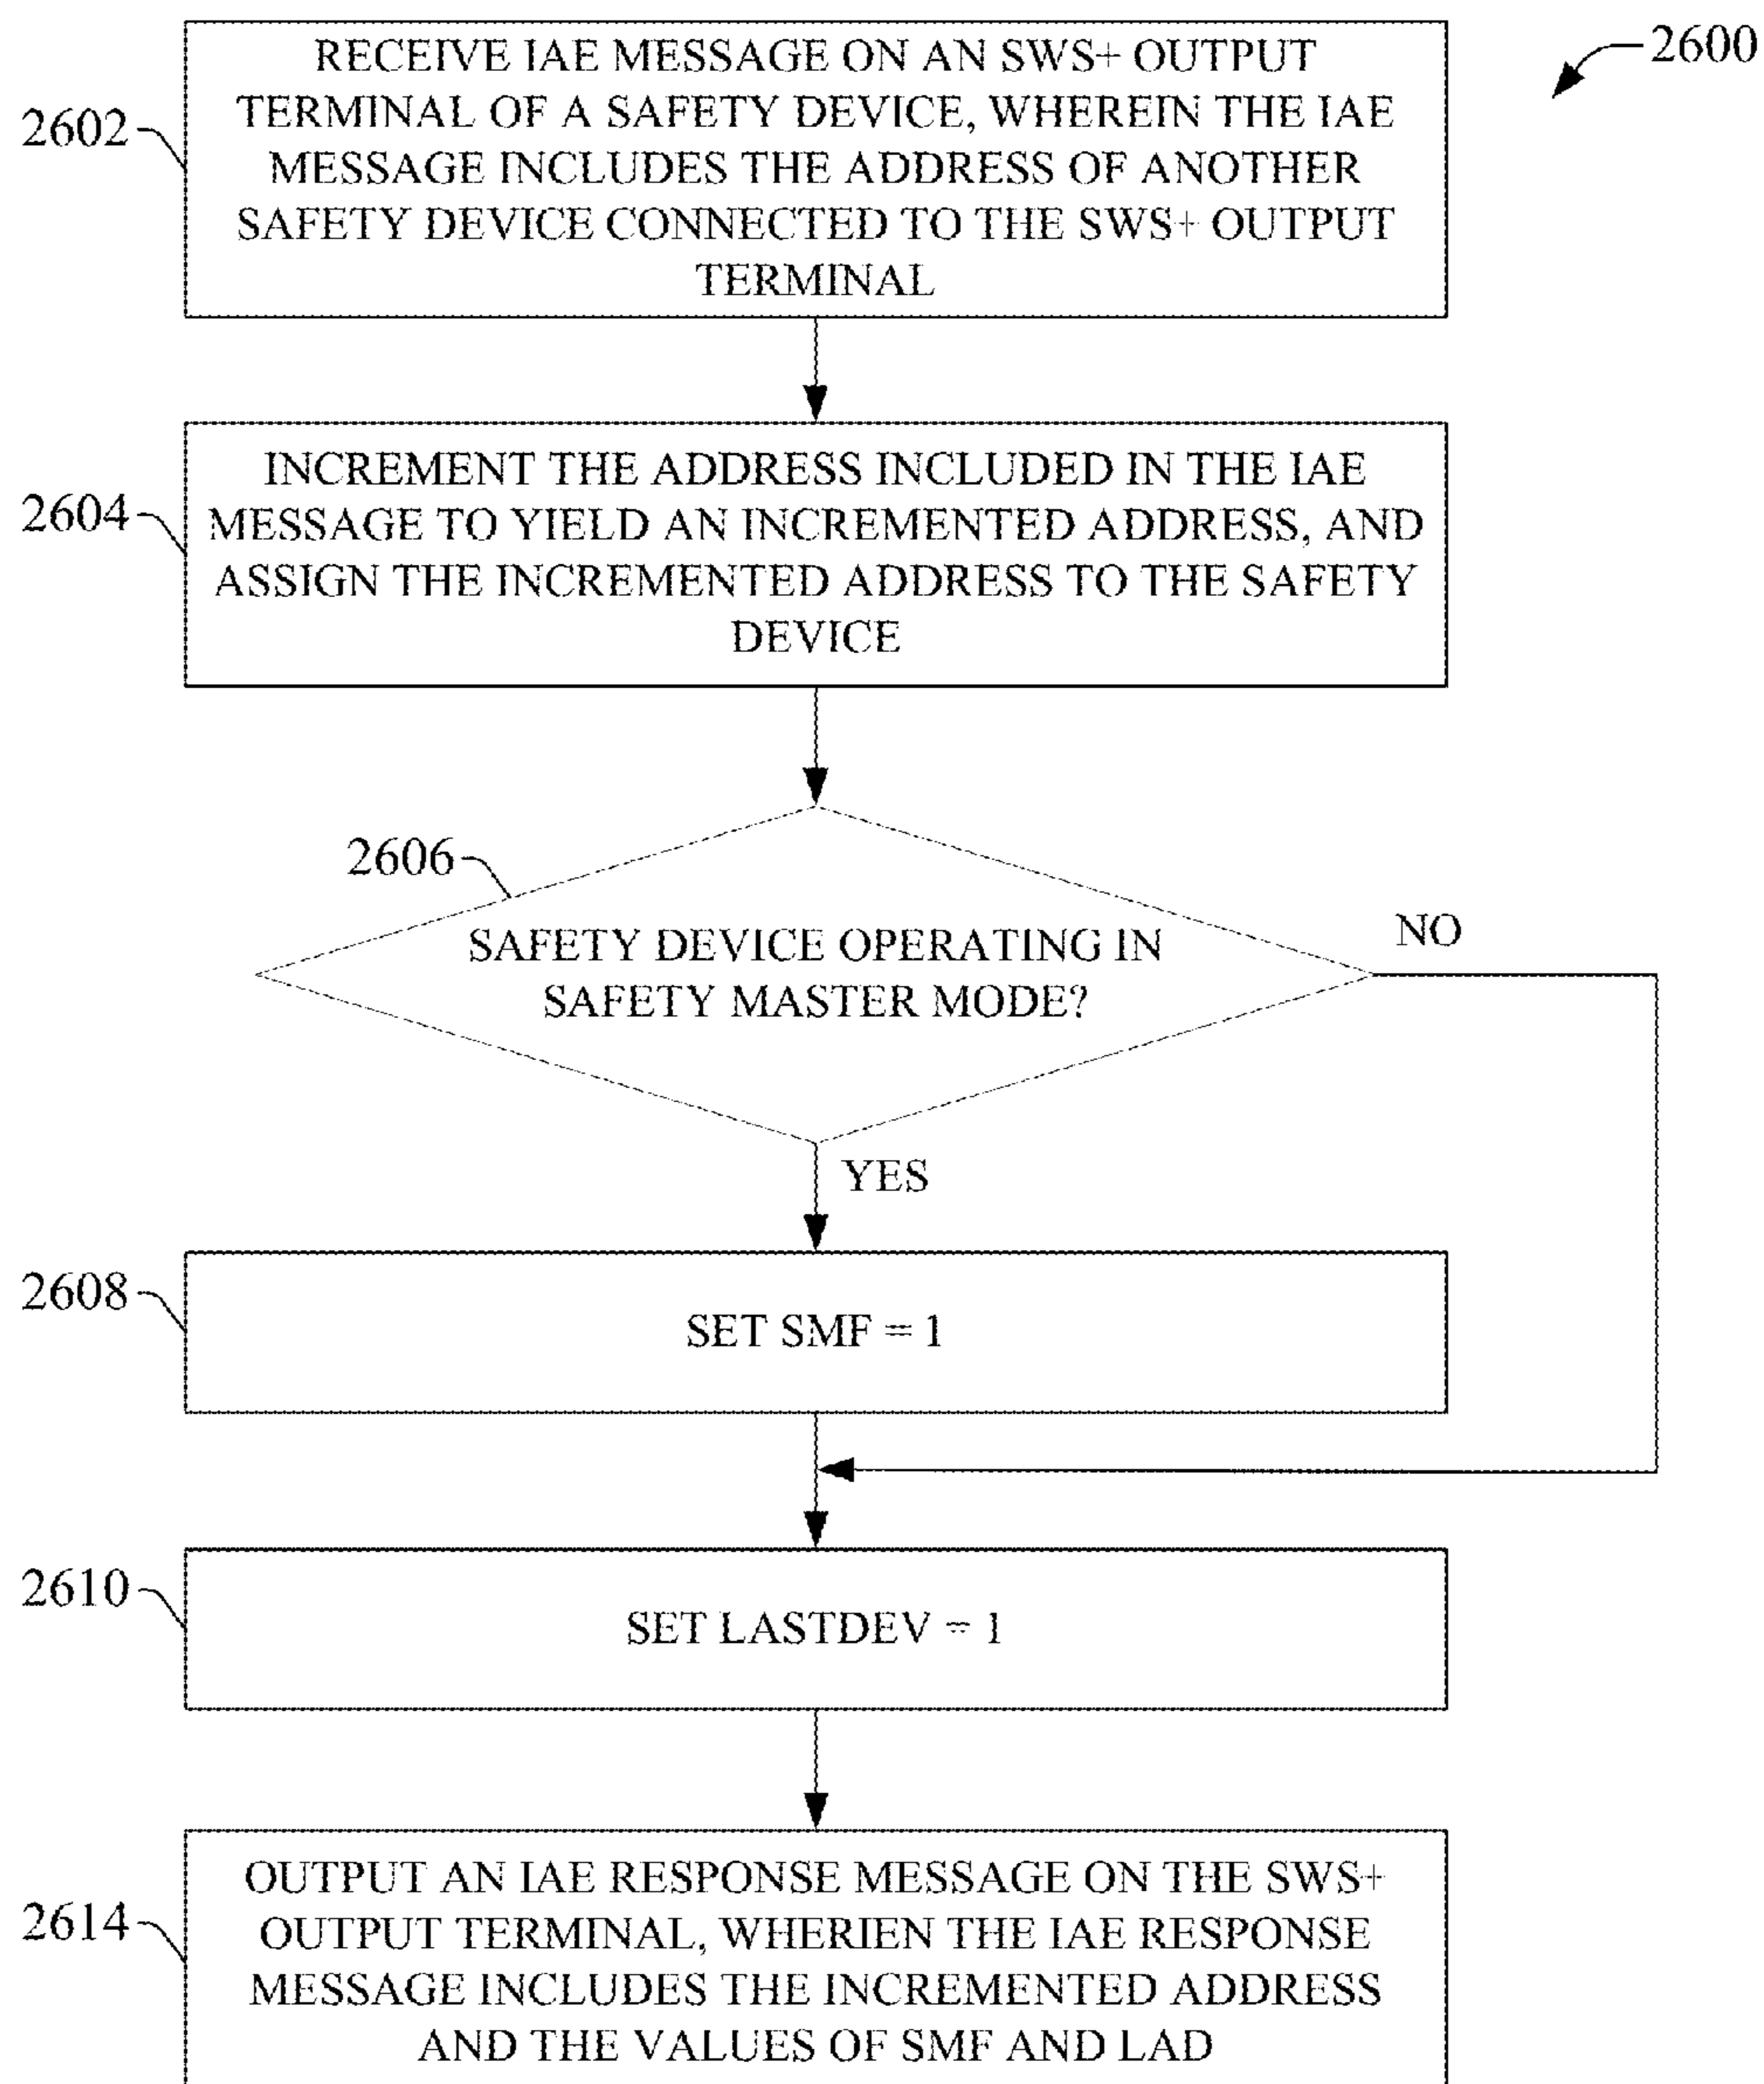 2600
2602
RECEIVE IAE MESSAGE ON AN SWS+ OUTPUT
TERMINAL OF A SAFETY DEVICE, WHEREIN THE IAE
MESSAGE INCLUDES THE ADDRESS OF ANOTHER
SAFETY DEVICE CONNECTED TO THE SWS+ OUTPUT
TERMINAL
2604
INCREMENT THE ADDRESS INCLUDED IN THE IAE
MESSAGE TO YIELD AN INCREMENTED ADDRESS, AND
ASSIGN THE INCREMENTED ADDRESS TO THE SAFETY
DEVICE
2606
SAFETY DEVICE OPERATING IN
SAFETY MASTER MODE?
NO
YES
2608
SET SMF = 1
2610
SET LASTDEV = 1
2614
OUTPUT AN IAE RESPONSE MESSAGE ON THE SWS+
OUTPUT TERMINAL, WHERIEN THE IAE RESPONSE
MESSAGE INCLUDES THE INCREMENTED ADDRESS
AND THE VALUES OF SMF AND LAD